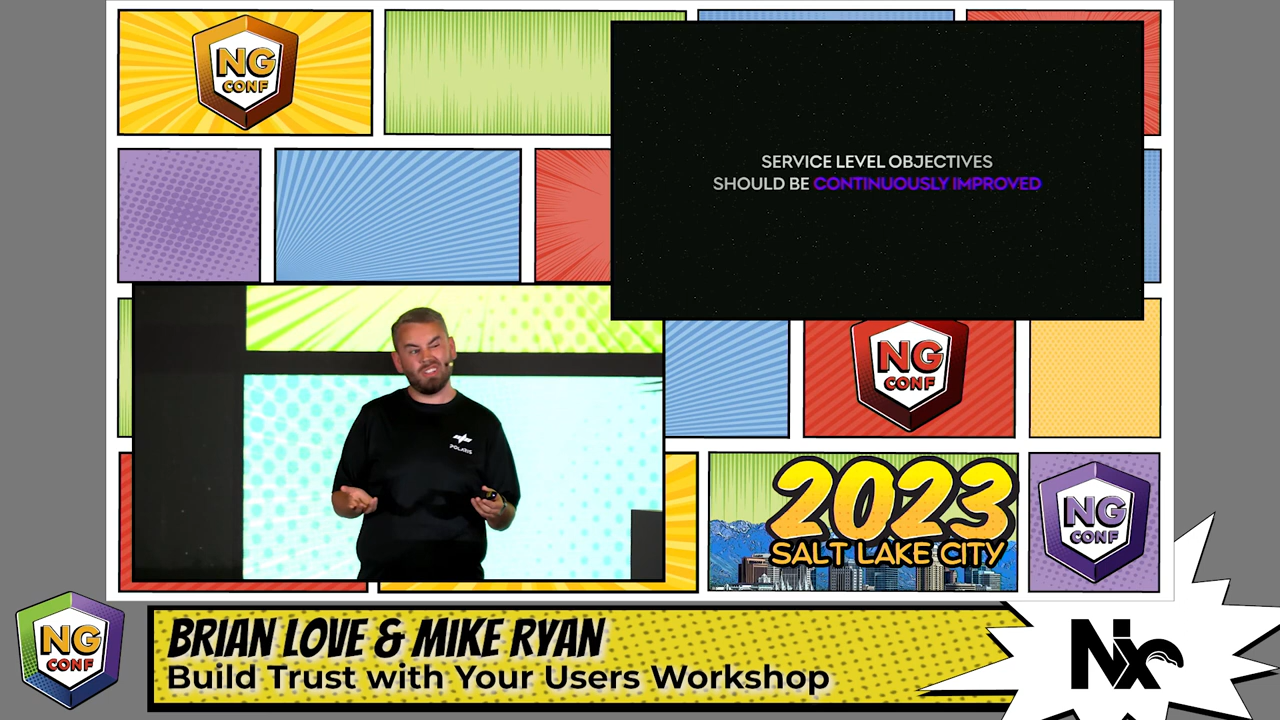 NG
CONF
SERVICE LEVEL OBJECTIVES
SHOULD BE CONTINUOUSLY IMPROVED
POLARIS
NG
CONF
2023
SALT LAKE CITY
NG
CONF
NG
CONF
BRIAN LOVE & MIKE RYAN
Build Trust with Your Users Workshop
Nx